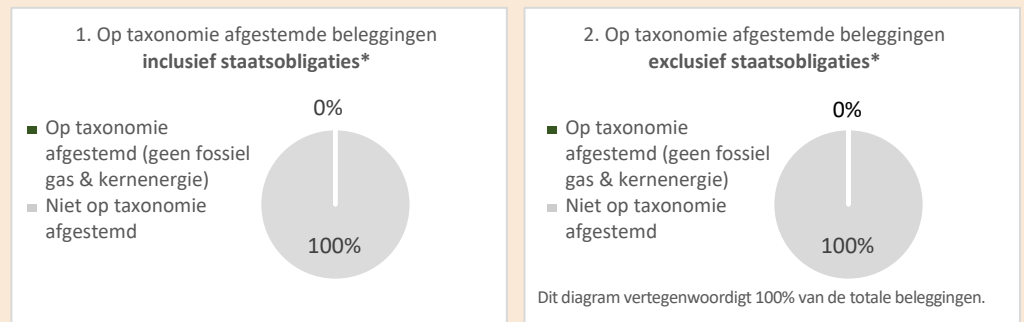 1. Op taxonomie afgestemde beleggingen
inclusief staatsobligaties*
0%
Op taxonomie
afgestemd (geen fossiel
gas & kernenergie)
Niet op taxonomie
afgestemd
100%
2. Op taxonomie afgestemde beleggingen
exclusief staatsobligaties*
0%
Op taxonomie
afgestemd (geen fossiel
gas & kernenergie)
Niet op taxonomie
afgestemd
100%
Dit diagram vertegenwoordigt 100% van de totale beleggingen.